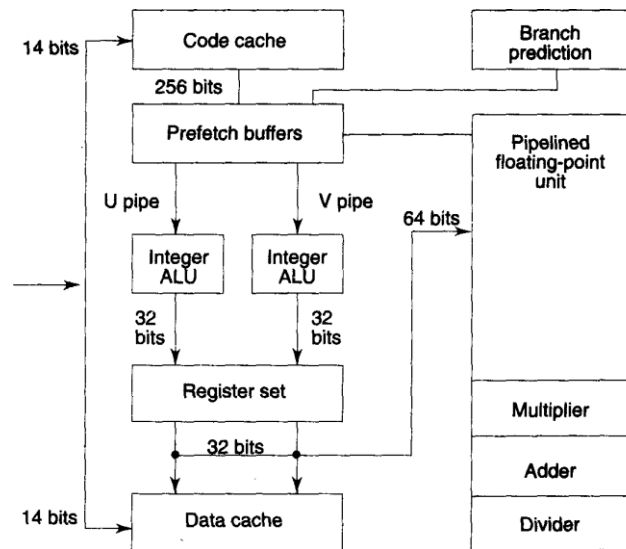 Code cache
Branch
prediction
14 bits
256 bits
Prefetch buffers
Pipelined
floating-point
unit
U pipe
V pipe
64 bits
Integer
ALU
Integer
ALU
32
bits
32
bits
Register set
Multiplier
32 bits
Adder
14 bits
Data cache
Divider